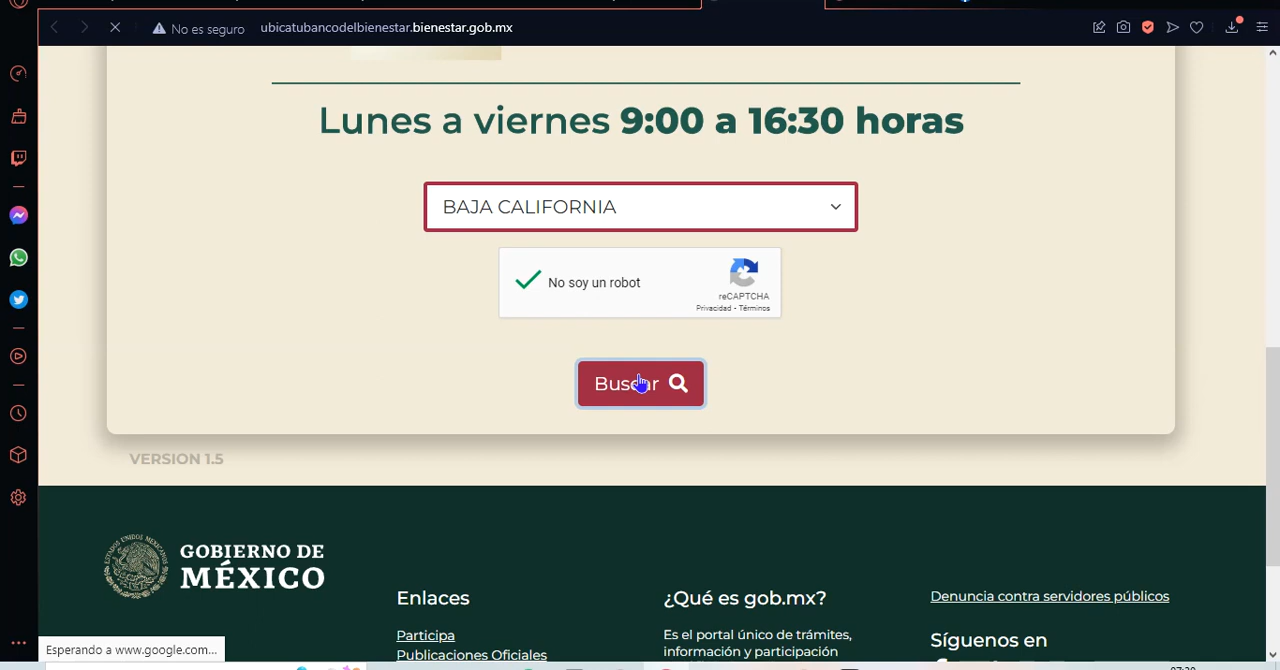 No es seguro ubicatubancodelbienestar.bienestar.gob.mx
Lunes a viernes 9:00 a 16:30 horas
BAJA CALIFORNIA
No soy un robot
reCAPTCHA
Privacidad - Términos
Buscar
VERSION 1.5
GOBIERNO DE
MÉXICO
Enlaces
Participa
Publicaciones Oficiales
¿Qué es gob.mx?
Es el portal único de trámites,
información y participación
Denuncia contra servidores públicos
Síguenos en
Esperando a www.google.com...